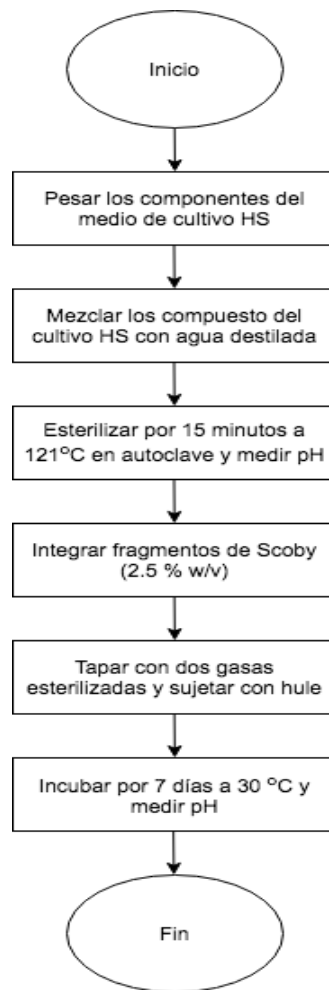 Inicio
Pesar los componentes del
medio de cultivo HS
Mezclar los compuesto del
cultivo HS con agua destilada
Esterilizar por 15 minutos a
121°C en autoclave y medir pH
Integrar fragmentos de Scoby
(2.5 % w/v)
Tapar con dos gasas
esterilizadas y sujetar con hule
Incubar por 7 días a 30 °C y
medir pH
Fin